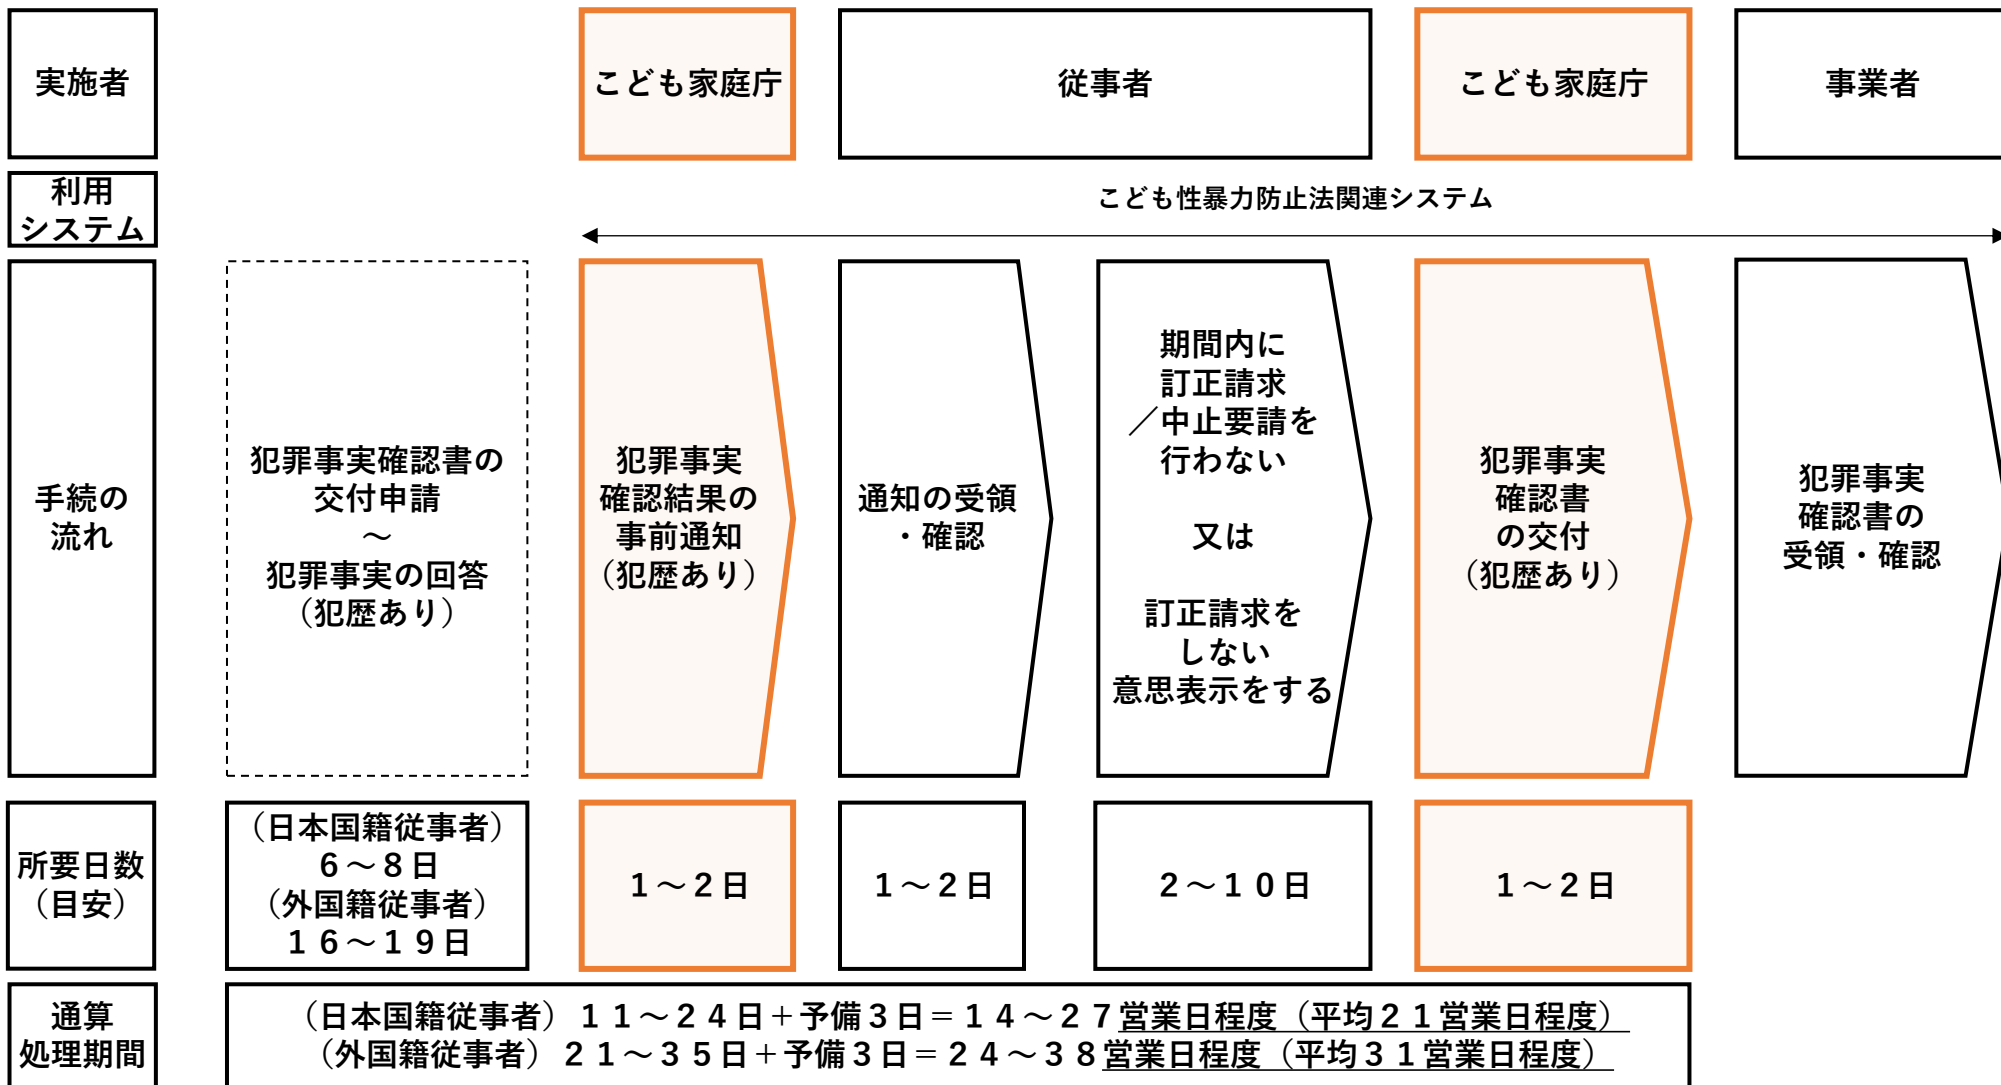 実施者
こども家庭庁
従事者
こども家庭庁
事業者
利用
システム
こども性暴力防止法関連システム
手続の
流れ
犯罪事実確認書の
交付申請
～
犯罪事実の回答
（犯歴あり）
犯罪事実
確認結果の
事前通知
（犯歴あり）
通知の受領
・確認
期間内に
訂正請求
／中止要請を
行わない
又は
訂正請求を
しない
意思表示をする
犯罪事実
確認書
の交付
（犯歴あり）
犯罪事実
確認書の
受領・確認
所要日数
（目安）
（日本国籍従事者）
６～８日
（外国籍従事者）
１６～１９日
１～２日
１～２日
２～１０日
１～２日
通算
処理期間
（日本国籍従事者）１１～２４日＋予備３日＝１４～２７営業日程度（平均２１営業日程度）
（外国籍従事者）２１～３５日＋予備３日＝２４～３８営業日程度（平均３１営業日程度）